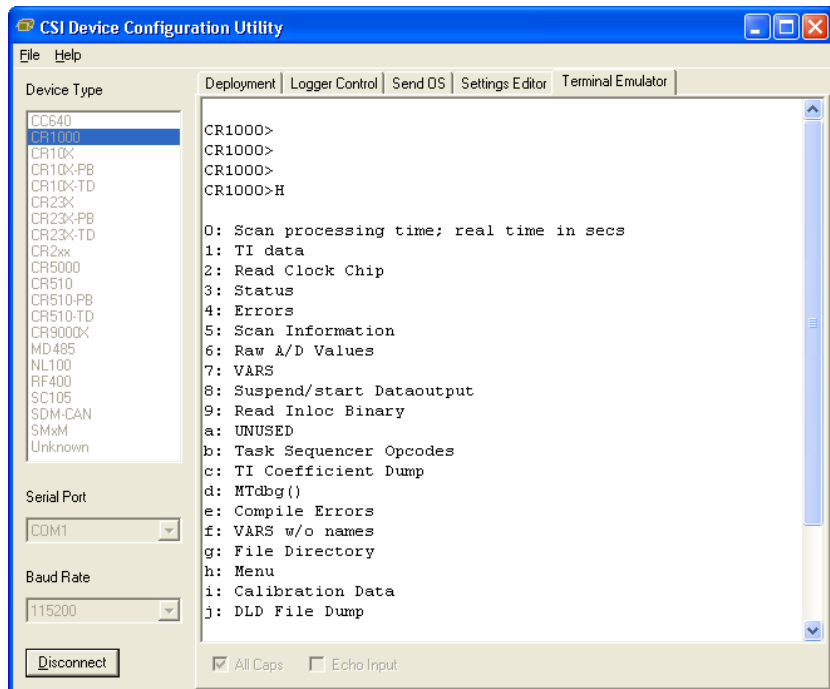 CSI Device Configuration Utility
File Help
Device Type
CC640
CR1000
CR10X
CR10X-PB
CR10X-TD
CR23X
CR23X-PB
CR23X-TD
CR2xx
CR5000
CR510
CR510-PB
CR510-TD
CR9000X
MD485
NL100
RF400
SC105
SDM-CAN
SMxM
Unknown
Serial Port
COM1
Baud Rate
115200
Disconnect
Deployment Logger Control Send OS Settings Editor Terminal Emulator
CR1000>
CR1000>
CR1000>
CR1000>H
0: Scan processing time; real time in secs
1: TI data
2: Read Clock Chip
3: Status
4: Errors
5: Scan Information
6: Raw A/D Values
7: VARS
8: Suspend/start Dataoutput
9: Read Inloc Binary
a: UNUSED
b: Task Sequencer Opcodes
c: TI Coefficient Dump
d: MTdbg()
e: Compile Errors
f: VARS w/o names
g: File Directory
h: Menu
i: Calibration Data
j: DLD File Dump
All Caps Echo Input